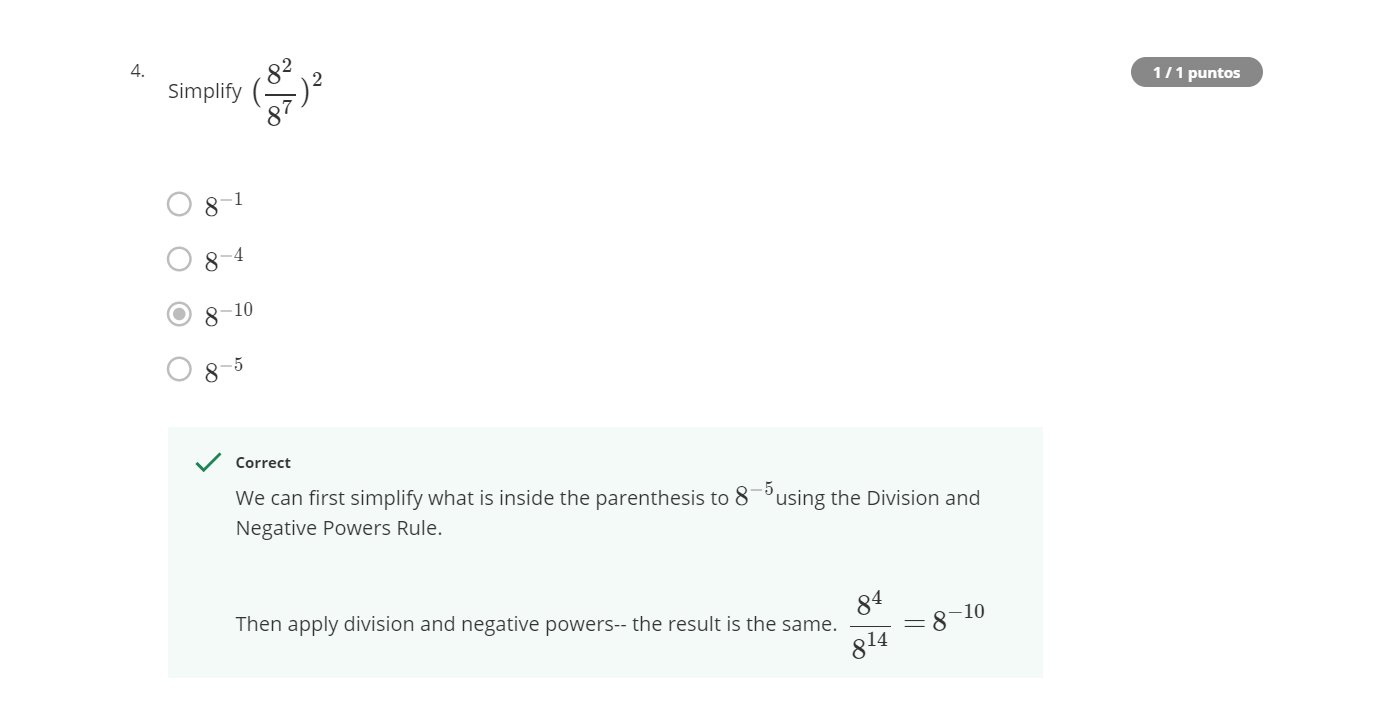 4.
Simplify $(\frac{8^2}{8^7})^2$
1 / 1 puntos
$8^{-1}$
$8^{-4}$
$8^{-10}$
$8^{-5}$
Correct
We can first simplify what is inside the parenthesis to $8^{-5}$using the Division and
Negative Powers Rule.
Then apply division and negative powers-- the result is the same. $\frac{8^4}{8^{14}} = 8^{-10}$